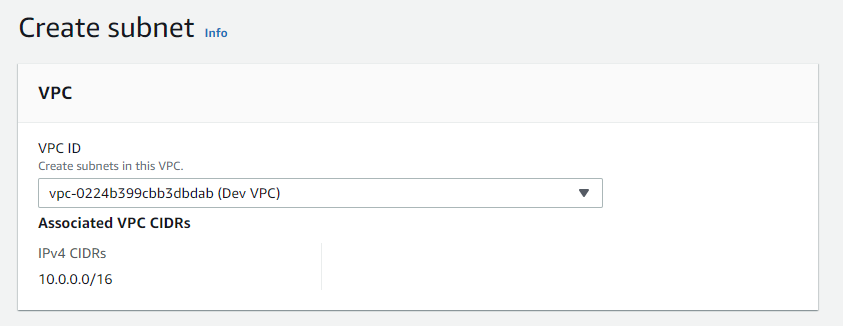 Create subnet Info
VPC
VPC ID
Create subnets in this VPC.
vpc-0224b399cbb3dbdab (Dev VPC)
Associated VPC CIDRs
IPv4 CIDRs
10.0.0.0/16